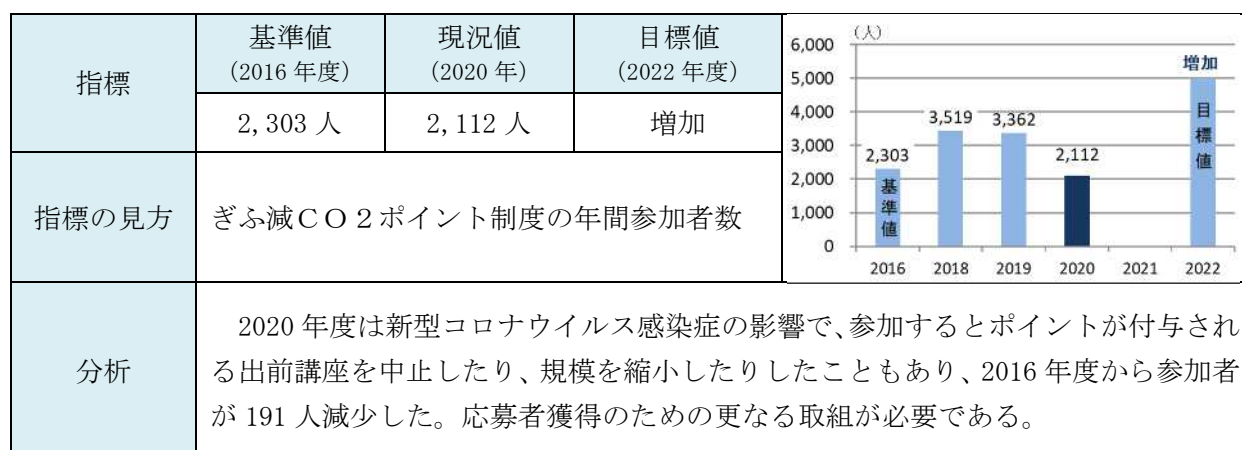 指標
基準値
(2016 年度)
現況値
(2020 年)
目標値
(2022 年度)
2,303 人
2,112 人
増加
指標の見方
ぎふ減CO2ポイント制度の年間参加者数
(人)
6,000
5,000
4,000
3,000
2,000
1,000
0
2,303
3,519
3,362
2,112
増加
基準値
目標値
2016 2018 2019 2020 2021 2022
分析
2020 年度は新型コロナウイルス感染症の影響で、参加するとポイントが付与され
る出前講座を中止したり、規模を縮小したりしたこともあり、2016 年度から参加者
が 191 人減少した。応募者獲得のための更なる取組が必要である。